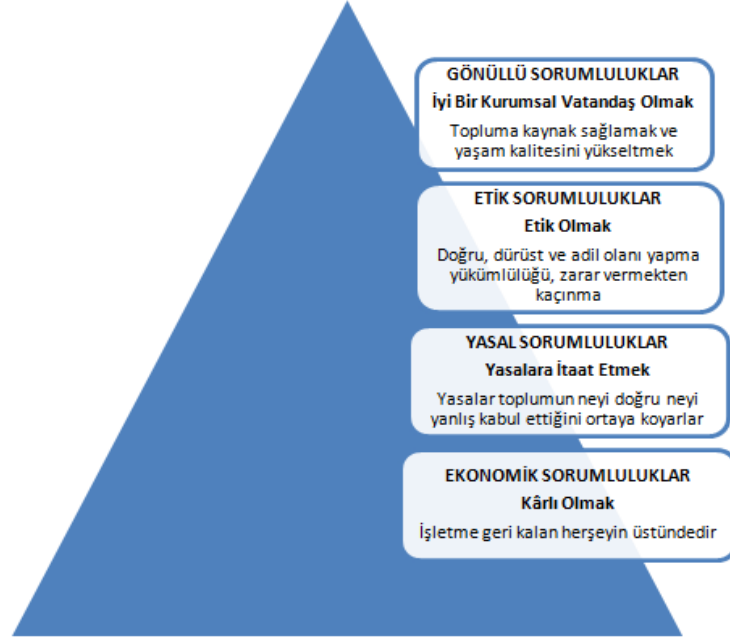 GÖNÜLLÜ SORUMLULUKLAR
İyi Bir Kurumsal Vatandaş Olmak
Topluma kaynak sağlamak ve
yaşam kalitesini yükseltmek
ETİK SORUMLULUKLAR
Etik Olmak
Doğru, dürüst ve adil olanı yapma
yükümlülüğü, zarar vermekten
kaçınma
YASAL SORUMLULUKLAR
Yasalara İtaat Etmek
Yasalar toplumun neyi doğru neyi
yanlış kabul ettiğini ortaya koyarlar
EKONOMİK SORUMLULUKLAR
Kârlı Olmak
İşletme geri kalan herşeyin üstündedir